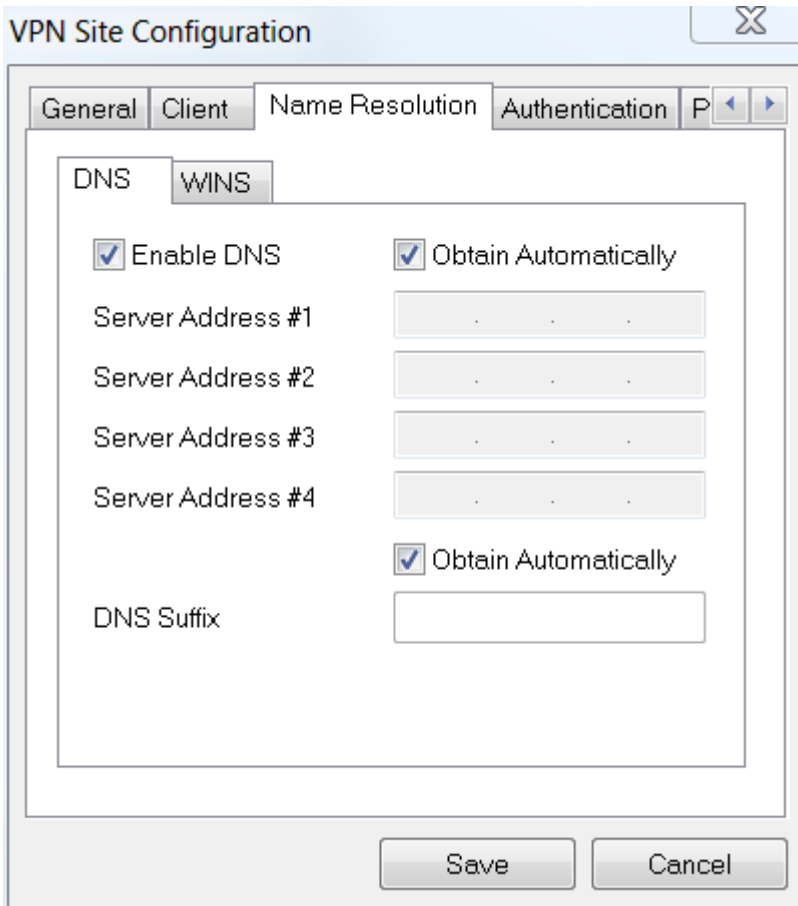 VPN Site Configuration
General Client Name Resolution Authentication P
DNS WINS
Enable DNS Obtain Automatically
Server Address #1
Server Address #2
Server Address #3
Server Address #4
Obtain Automatically
DNS Suffix
Save Cancel